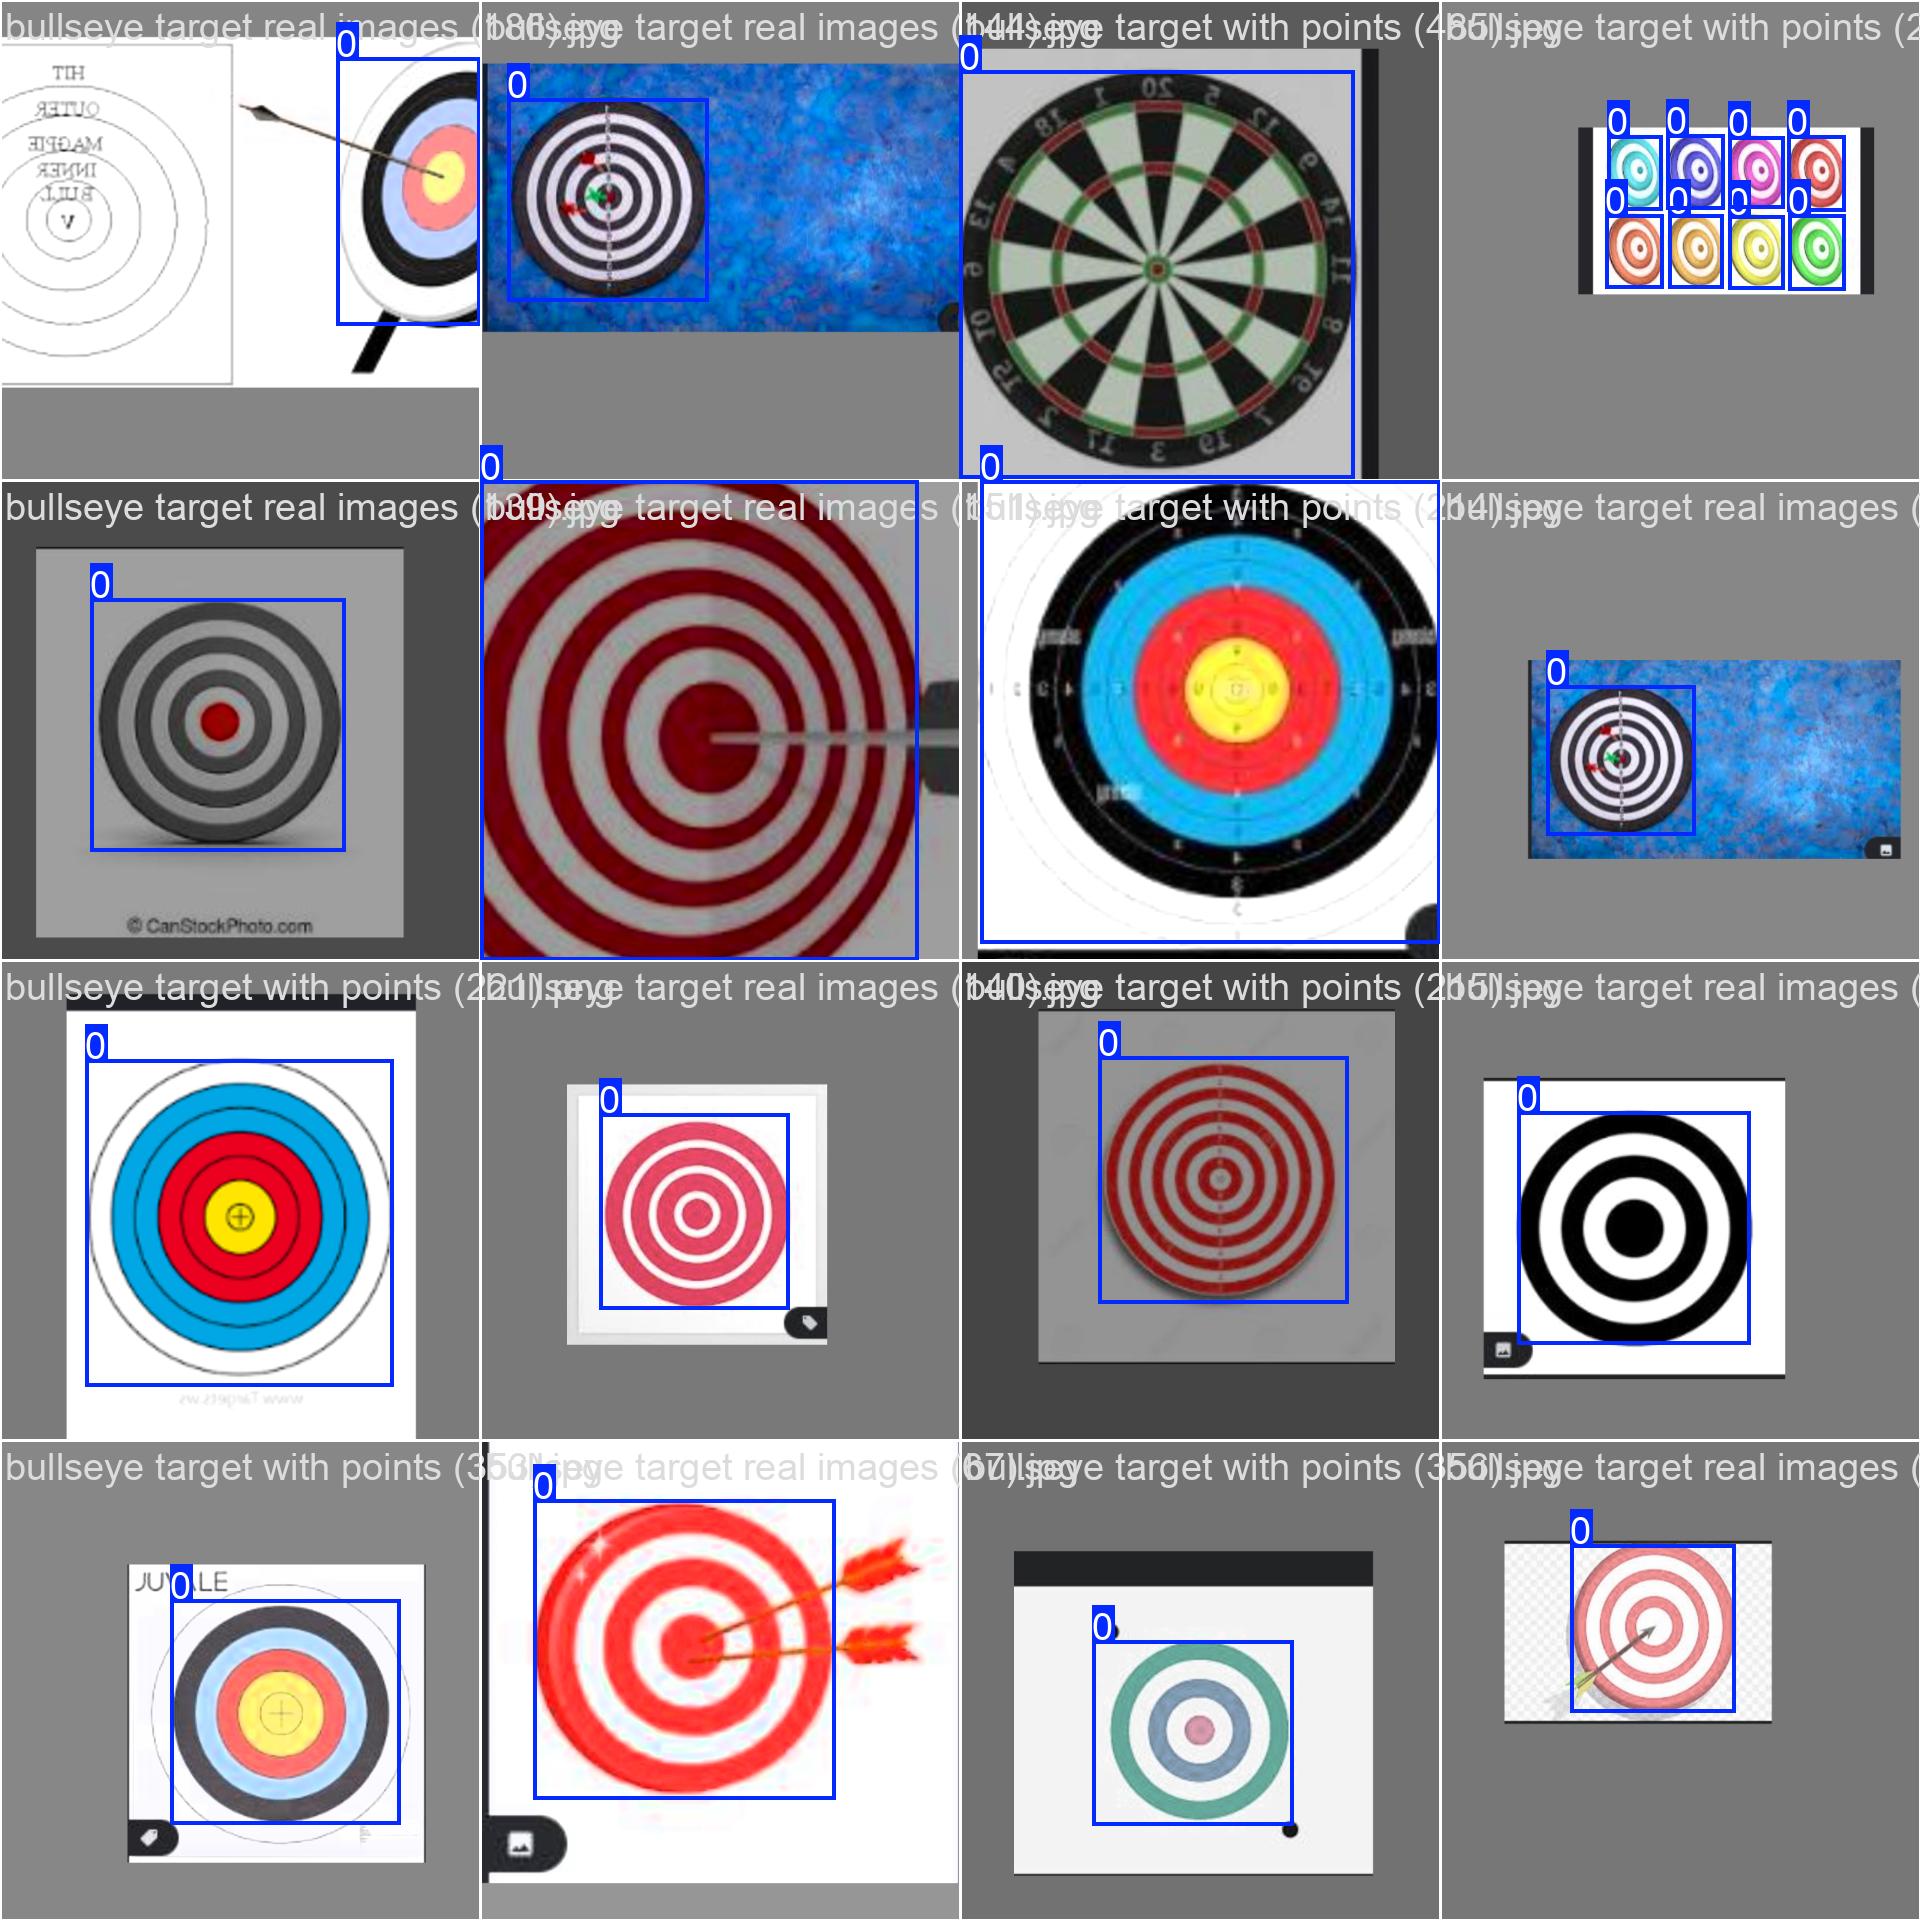 bullseye target real images (186).jpg
bullseye target real images (144).jpg
bullseye target with points (485).jpg
bullseye target with points (2
HIT
OUTER
MAGPIE
INNER
BULL
V
0
0
0
0 0 0 0
0 0 0 0
20 5 12 9 14 11 8 16 7 19 3 17 2 15 10 6 13 4 18 1
bullseye target real images (139).jpg
bullseye target real images (151).jpg
bullseye target with points (214).jpg
bullseye target real images (
0
0
0
0
© CanStockPhoto.com
bullseye target with points (221).png
bullseye target real images (140).jpg
bullseye target with points (215).jpg
bullseye target real images (
0
0
0
0
www.Targets.ws
bullseye target with points (353).jpg
bullseye target real images (67).jpg
bullseye target with points (356).jpg
bullseye target real images (
0
0
0
0
JUVALE